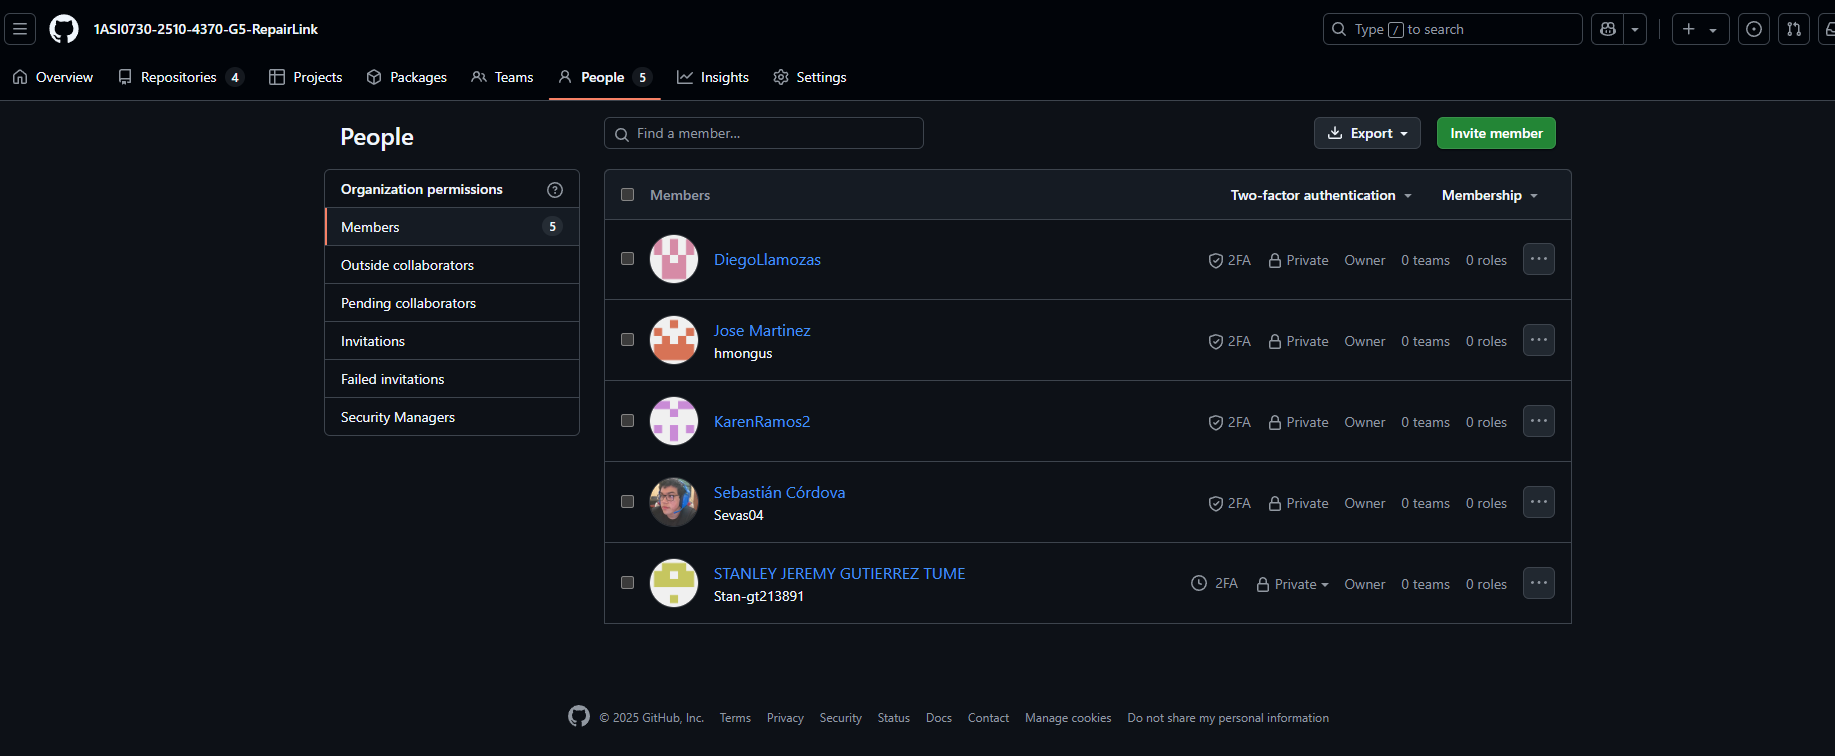 1ASI0730-2510-4370-G5-RepairLink
Type / to search
Overview
Repositories 4
Projects
Packages
Teams
People 5
Insights
Settings
People
Find a member...
Export
Invite member
Organization permissions
Members 5
Outside collaborators
Pending collaborators
Invitations
Failed invitations
Security Managers
Members
Two-factor authentication
Membership
DiegoLlamozas
2FA Private Owner 0 teams 0 roles
Jose Martinez
hmongus
2FA Private Owner 0 teams 0 roles
KarenRamos2
2FA Private Owner 0 teams 0 roles
Sebastián Córdova
Sevas04
2FA Private Owner 0 teams 0 roles
STANLEY JEREMY GUTIERREZ TUME
Stan-gt213891
2FA Private Owner 0 teams 0 roles
© 2025 GitHub, Inc. Terms Privacy Security Status Docs Contact Manage cookies Do not share my personal information